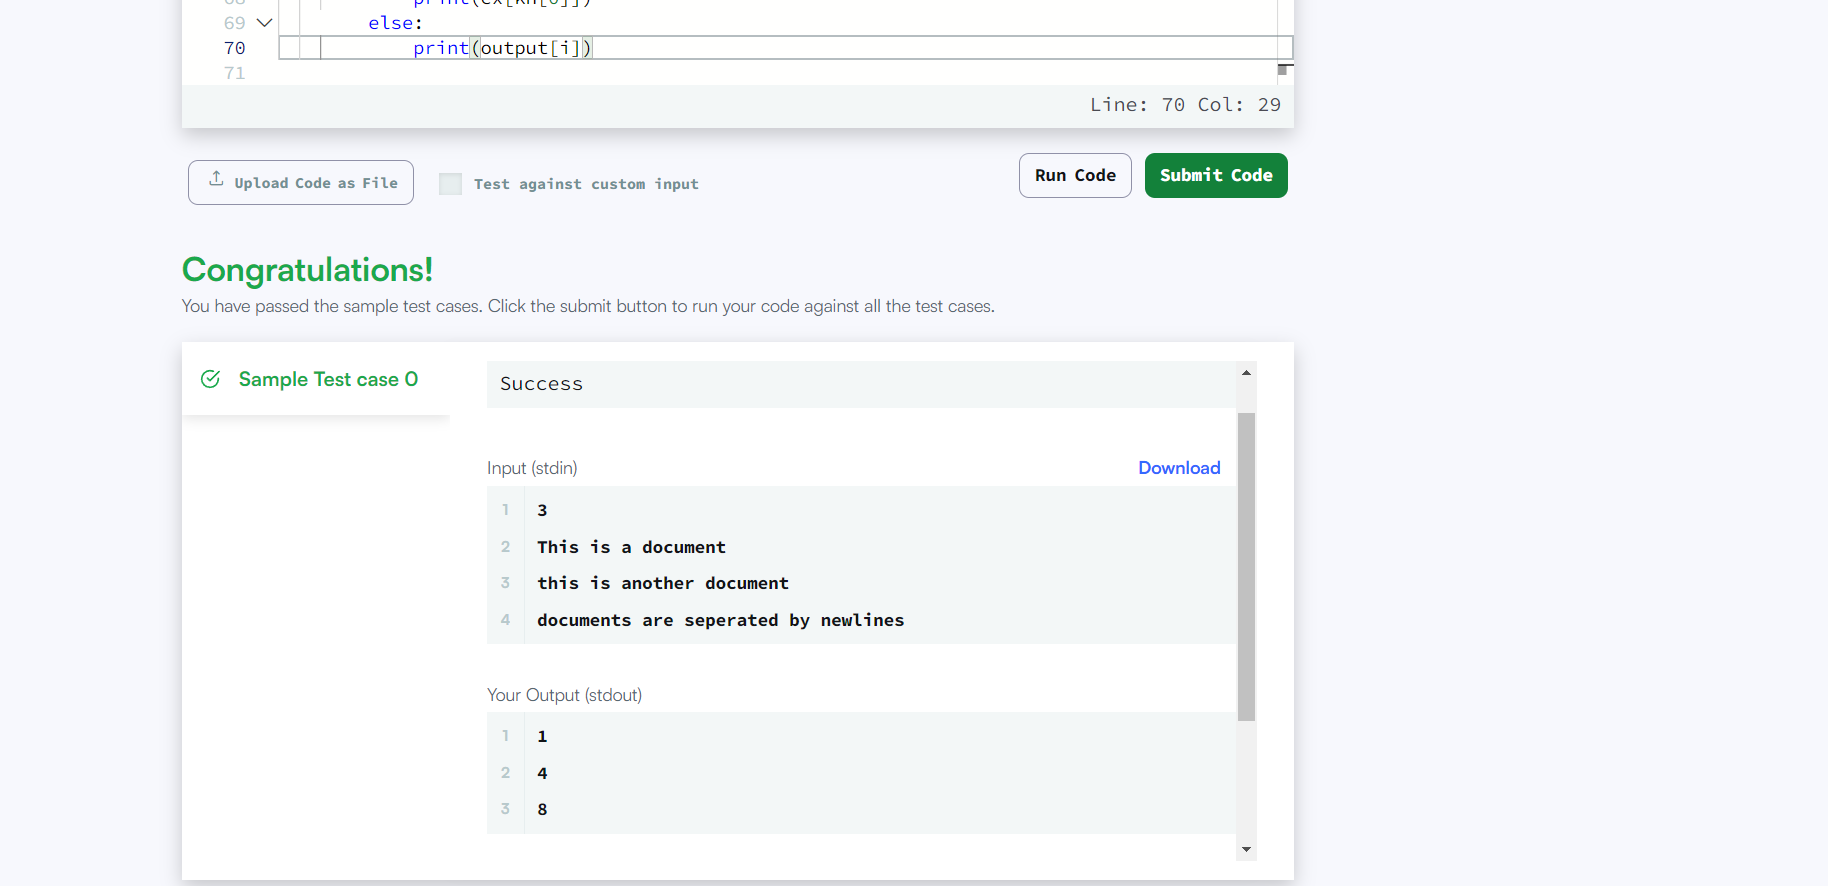 69 else:
70 print(output[i])
71
Line: 70 Col: 29
Upload Code as File
Test against custom input
Run Code
Submit Code
Congratulations!
You have passed the sample test cases. Click the submit button to run your code against all the test cases.
Sample Test case 0
Success
Input (stdin)
Download
1 3
2 This is a document
3 this is another document
4 documents are seperated by newlines
Your Output (stdout)
1 1
2 4
3 8